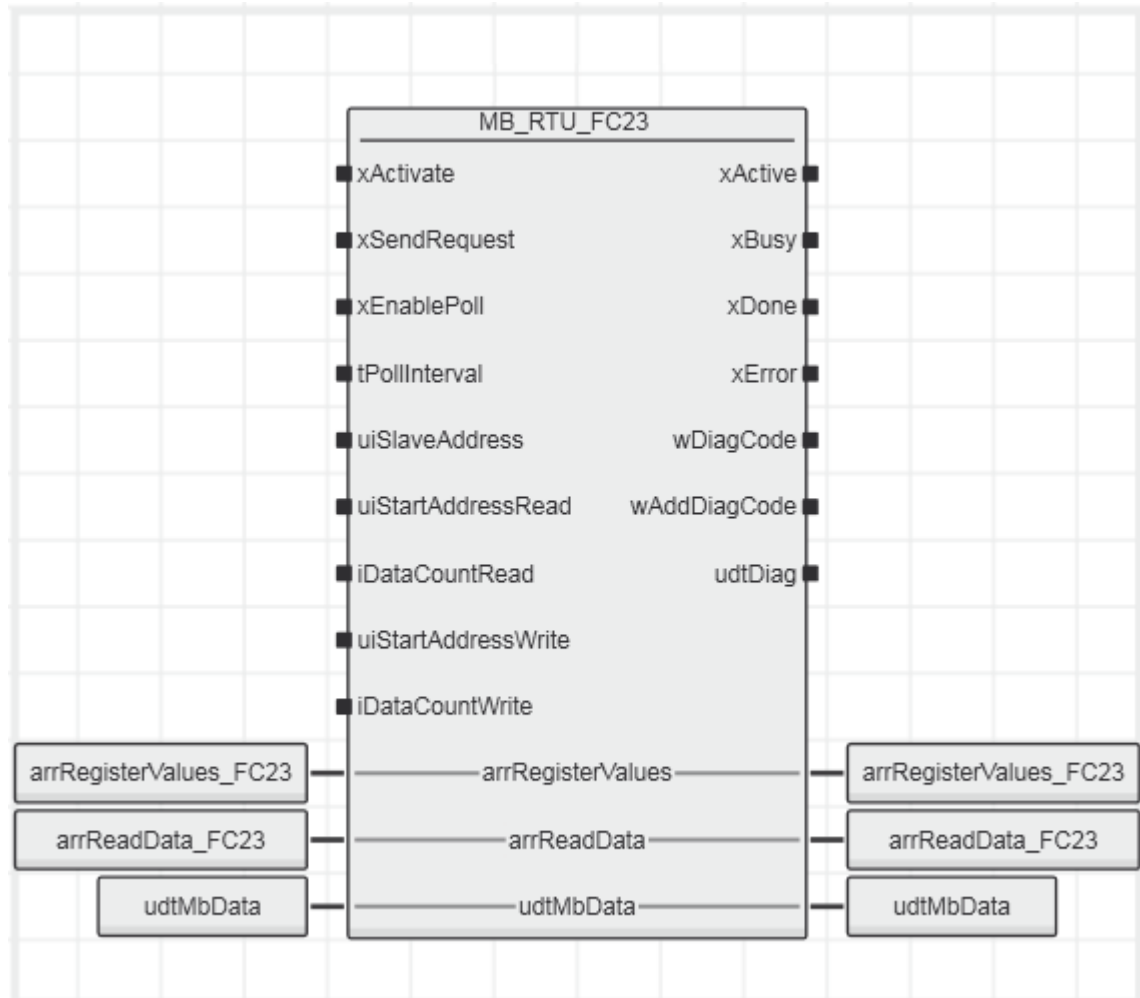 MB_RTU_FC23
xActivate xActive
xSendRequest xBusy
xEnablePoll xDone
tPollInterval xError
uiSlaveAddress wDiagCode
uiStartAddressRead wAddDiagCode
iDataCountRead udtDiag
uiStartAddressWrite
iDataCountWrite
arrRegisterValues_FC23 arrRegisterValues arrRegisterValues_FC23
arrReadData_FC23 arrReadData arrReadData_FC23
udtMbData udtMbData udtMbData